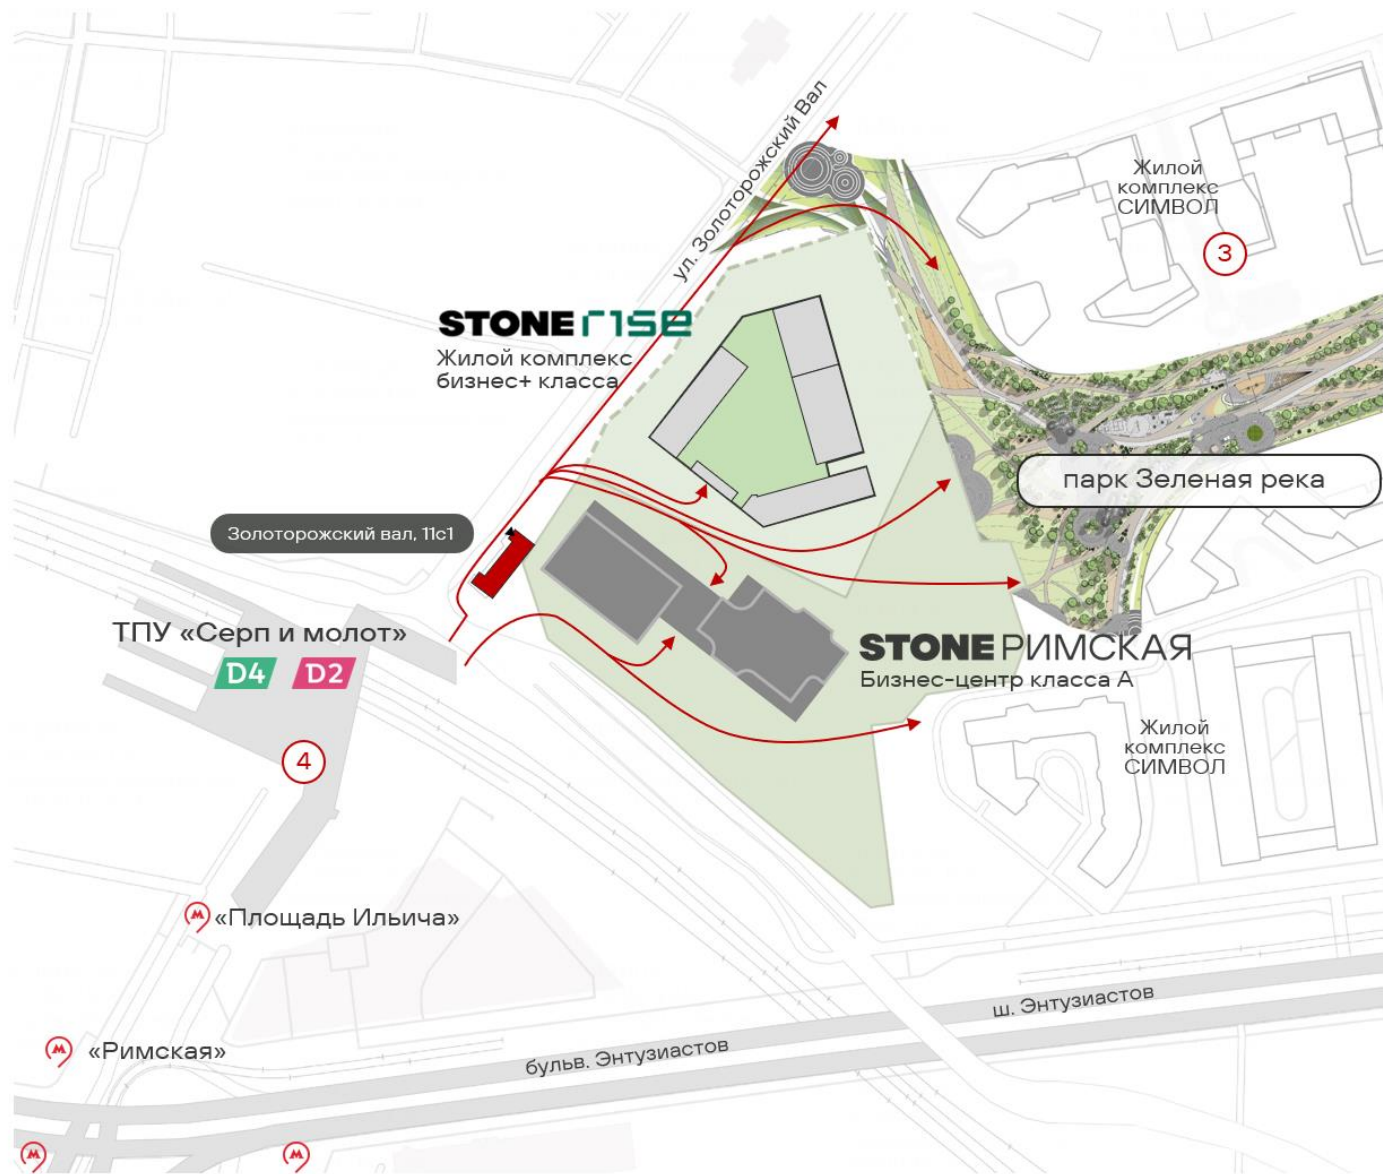 ул. Золоторожский Вал
Жилой
комплекс
СИМВОЛ
3
STONE r1se
Жилой комплекс
бизнес+ класса
парк Зеленая река
Золоторожский вал, 11с1
ТПУ «Серп и молот»
D4 D2
STONE РИМСКАЯ
Бизнес-центр класса А
Жилой
комплекс
СИМВОЛ
4
М «Площадь Ильича»
ш. Энтузиастов
М «Римская»
бульв. Энтузиастов
М
М